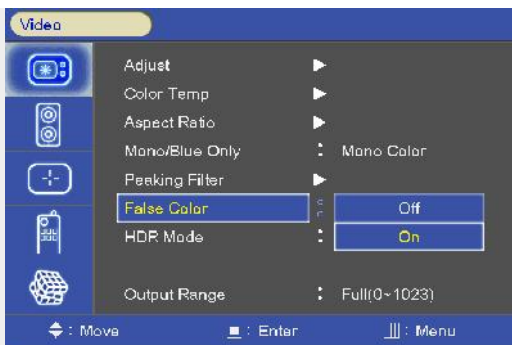 Video
Adjust
Color Temp
Aspect Ratio
Mono/Blue Only : Mono Color
Peaking Filter
False Color : Off
HDR Mode : On
Output Range : Full(0~1023)
: Move : Enter : Menu